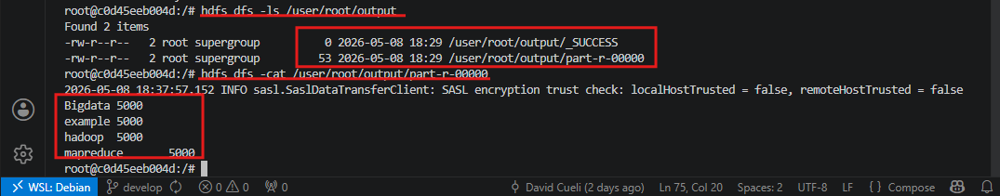 root@c0d45eeb004d:/# hdfs dfs -ls /user/root/output
Found 2 items
-rw-r--r--   2 root supergroup          0 2026-05-08 18:29 /user/root/output/_SUCCESS
-rw-r--r--   2 root supergroup         53 2026-05-08 18:29 /user/root/output/part-r-00000
root@c0d45eeb004d:/# hdfs dfs -cat /user/root/output/part-r-00000
2026-05-08 18:37:57,152 INFO sasl.SaslDataTransferClient: SASL encryption trust check: localHostTrusted = false, remoteHostTrusted = false
Bigdata 5000
example 5000
hadoop  5000
mapreduce       5000
root@c0d45eeb004d:/#
WSL: Debian develop 0 0 0 David Cueli (2 days ago) Ln 75, Col 20 Spaces: 2 UTF-8 LF { } Compose